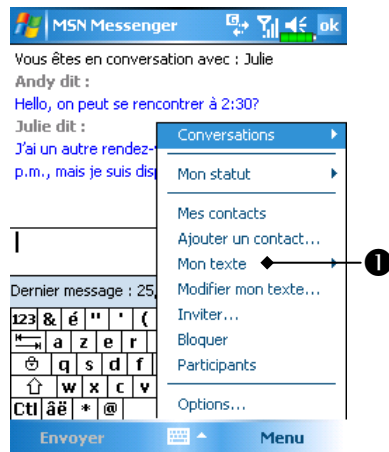 MSN Messenger ok
Vous êtes en conversation avec : Julie
Andy dit :
Hello, on peut se rencontrer à 2:30?
Julie dit :
J'ai un autre rendez-
p.m., mais je suis
Conversations
Mon statut
Mes contacts
Ajouter un contact...
Mon texte
1
Modifier mon texte...
Inviter...
Bloquer
Participants
Options...
Dernier message : 25,
123 & é " ' (
a z e r
q s d f
w x c v
Ctl âë * @
Envoyer Menu